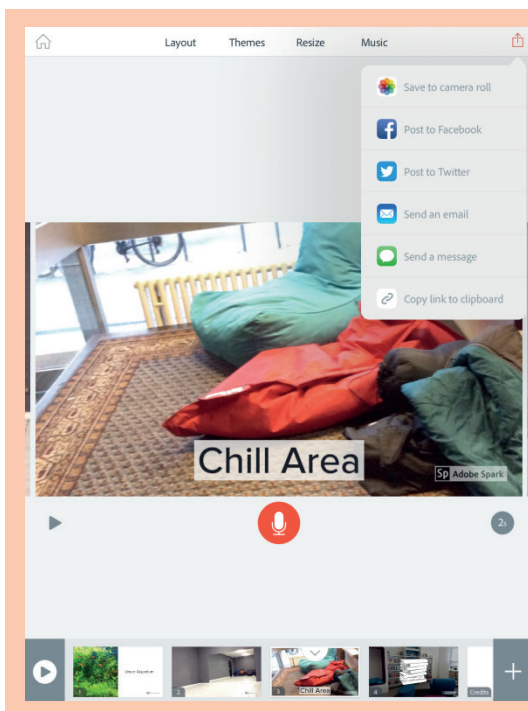 Layout Themes Resize Music
Save to camera roll
Post to Facebook
Post to Twitter
Send an email
Send a message
Copy link to clipboard
Chill Area
Sp Adobe Spark
2s
1 2 3 Chill Area 4 Credits